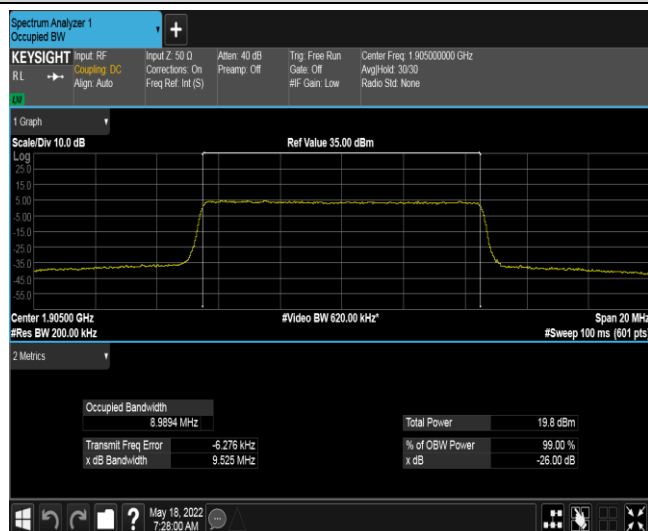 Spectrum Analyzer 1
Occupied BW
+
KEYSIGHT Input: RF Input Z: 50 Ω Atten: 40 dB Trig: Free Run Center Freq: 1.905000000 GHz
RL Coupling: DC Corrections: On Preamp: Off Gate: Off Avg|Hold: 30/30
Align: Auto Freq Ref: Int (S) #IF Gain: Low Radio Std: None
1 Graph
Scale/Div 10.0 dB Ref Value 35.00 dBm
Log
25.0
15.0
5.00
-5.00
-15.0
-25.0
-35.0
-45.0
-55.0
Center 1.90500 GHz #Video BW 620.00 kHz* Span 20 MHz
#Res BW 200.00 kHz #Sweep 100 ms (601 pts
2 Metrics
Occupied Bandwidth
8.9894 MHz Total Power 19.8 dBm
Transmit Freq Error -6.276 kHz % of OBW Power 99.00 %
x dB Bandwidth 9.525 MHz x dB -26.00 dB
? May 18, 2022
7:28:00 AM